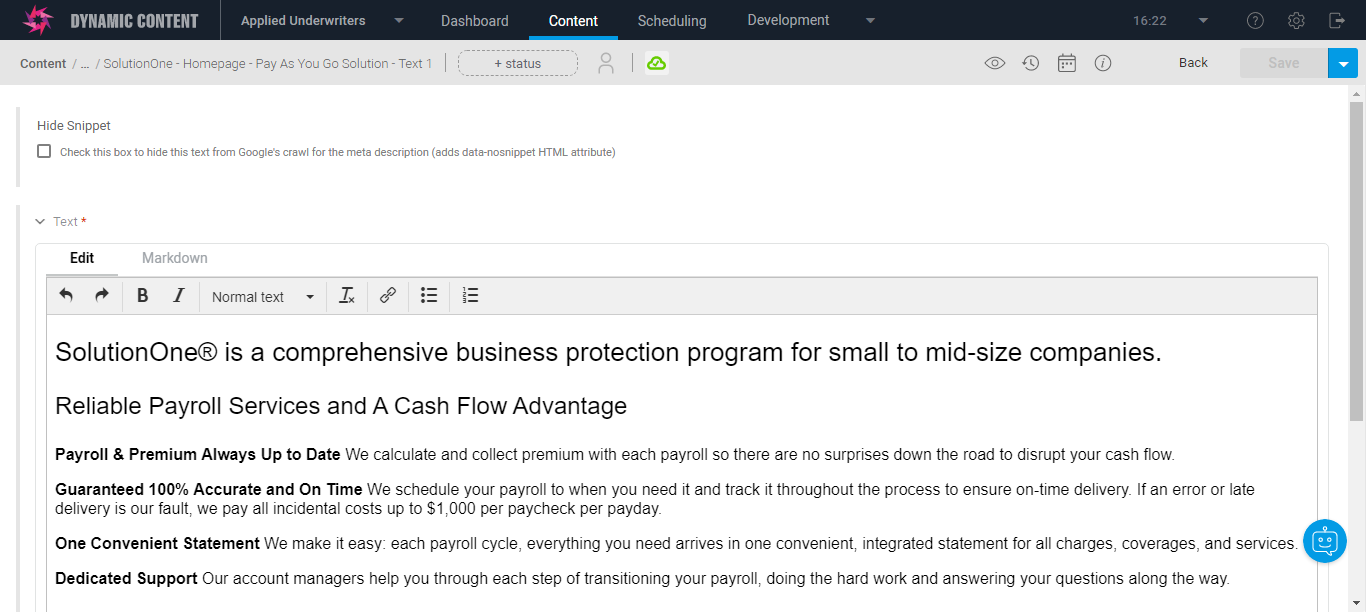 DYNAMIC CONTENT
Applied Underwriters
Dashboard
Content
Scheduling
Development
16:22
Content / ... / SolutionOne - Homepage - Pay As You Go Solution - Text 1
+ status
Back
Save
Hide Snippet
Check this box to hide this text from Google's crawl for the meta description (adds data-nosnippet HTML attribute)
Text *
Edit
Markdown
B I Normal text
SolutionOne® is a comprehensive business protection program for small to mid-size companies.
Reliable Payroll Services and A Cash Flow Advantage
Payroll & Premium Always Up to Date We calculate and collect premium with each payroll so there are no surprises down the road to disrupt your cash flow.
Guaranteed 100% Accurate and On Time We schedule your payroll to when you need it and track it throughout the process to ensure on-time delivery. If an error or late
delivery is our fault, we pay all incidental costs up to $1,000 per paycheck per payday.
One Convenient Statement We make it easy: each payroll cycle, everything you need arrives in one convenient, integrated statement for all charges, coverages, and services.
Dedicated Support Our account managers help you through each step of transitioning your payroll, doing the hard work and answering your questions along the way.